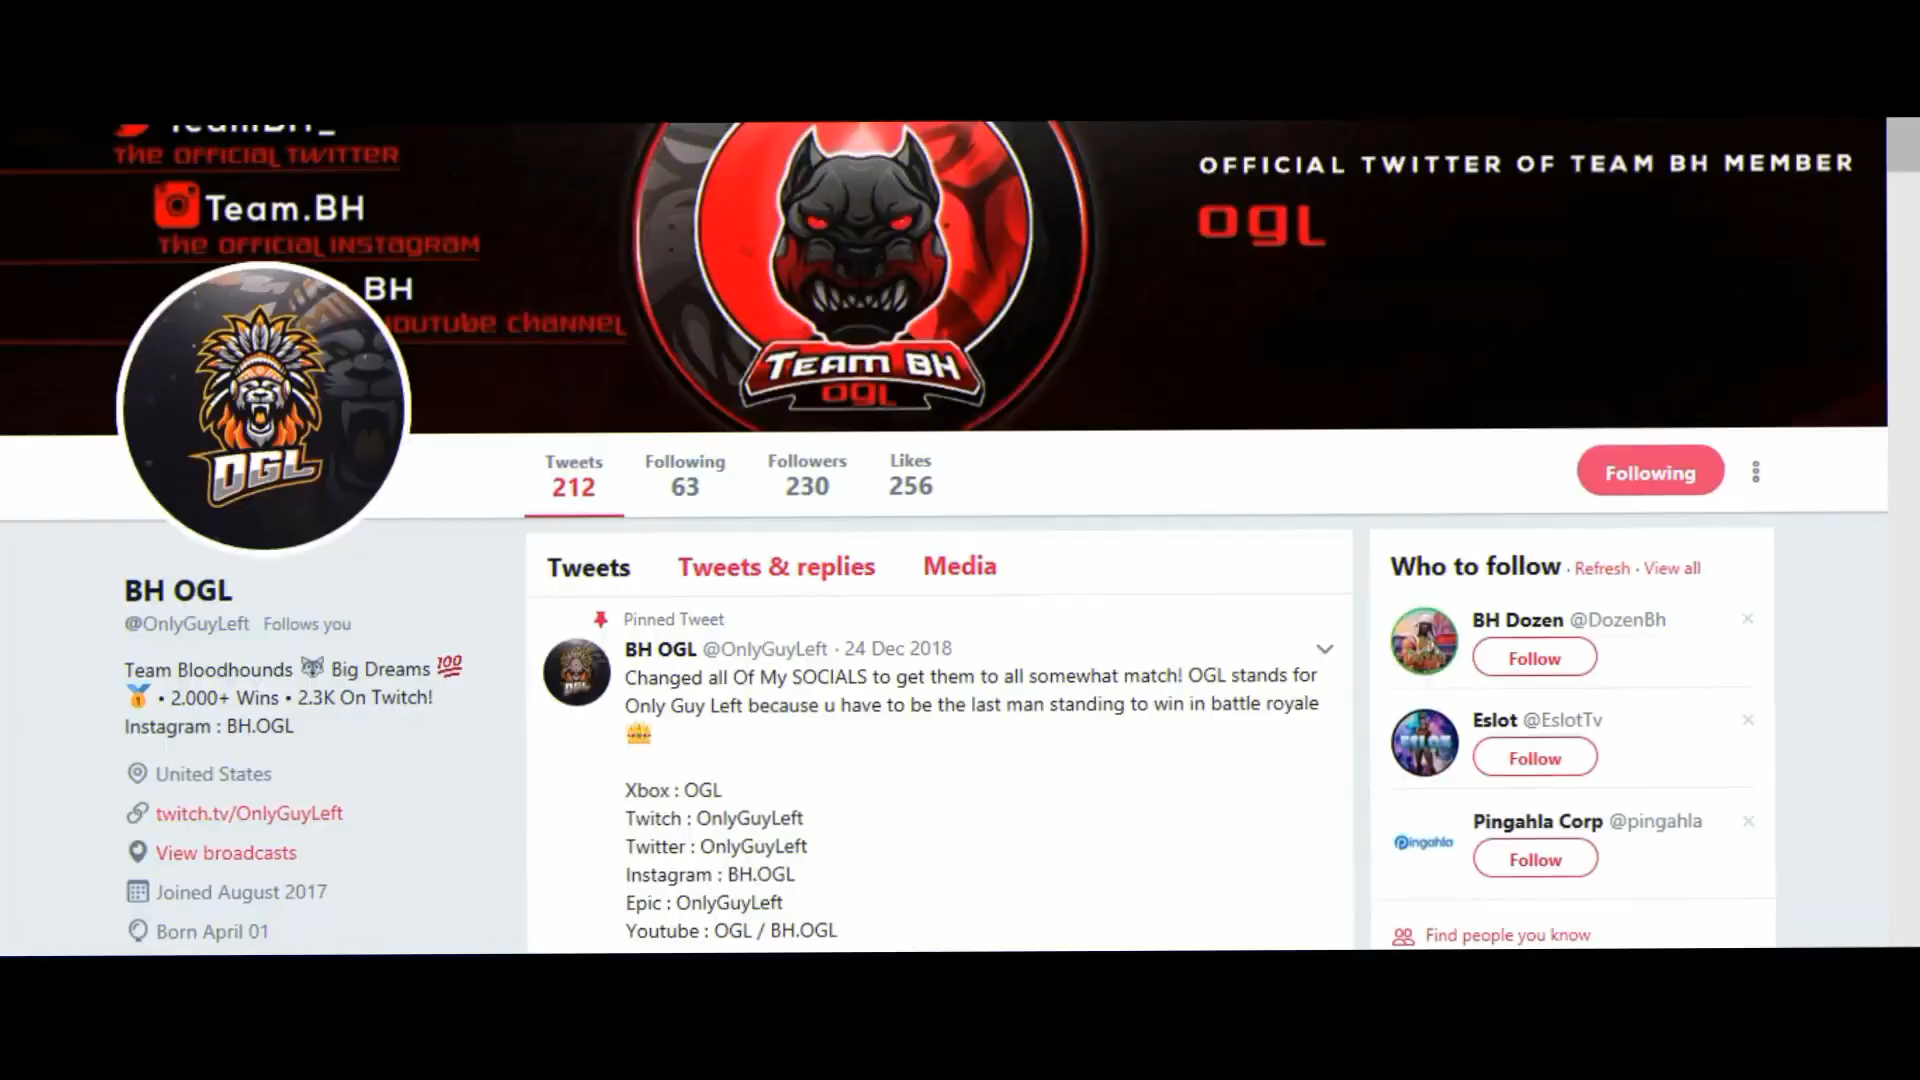 TeamBH_
THE OFFICIAL TWITTER
Team.BH
THE OFFICIAL INSTAGRAM
BH
YOUTUBE CHANNEL
TEAM BH
OGL
OFFICIAL TWITTER OF TEAM BH MEMBER
OGL
OGL
Tweets Following Followers Likes
212 63 230 256
Following
BH OGL
@OnlyGuyLeft Follows you
Team Bloodhounds 🐺 Big Dreams 💯
🥇 • 2.000+ Wins • 2.3K On Twitch!
Instagram : BH.OGL
United States
twitch.tv/OnlyGuyLeft
View broadcasts
Joined August 2017
Born April 01
Tweets Tweets & replies Media
Pinned Tweet
BH OGL @OnlyGuyLeft · 24 Dec 2018
Changed all Of My SOCIALS to get them to all somewhat match! OGL stands for
Only Guy Left because u have to be the last man standing to win in battle royale
👑
Xbox : OGL
Twitch : OnlyGuyLeft
Twitter : OnlyGuyLeft
Instagram : BH.OGL
Epic : OnlyGuyLeft
Youtube : OGL / BH.OGL
Who to follow · Refresh · View all
BH Dozen @DozenBh
Follow
Eslot @EslotTv
Follow
ESLOT
Pingahla Corp @pingahla
Pingahla
Follow
Find people you know